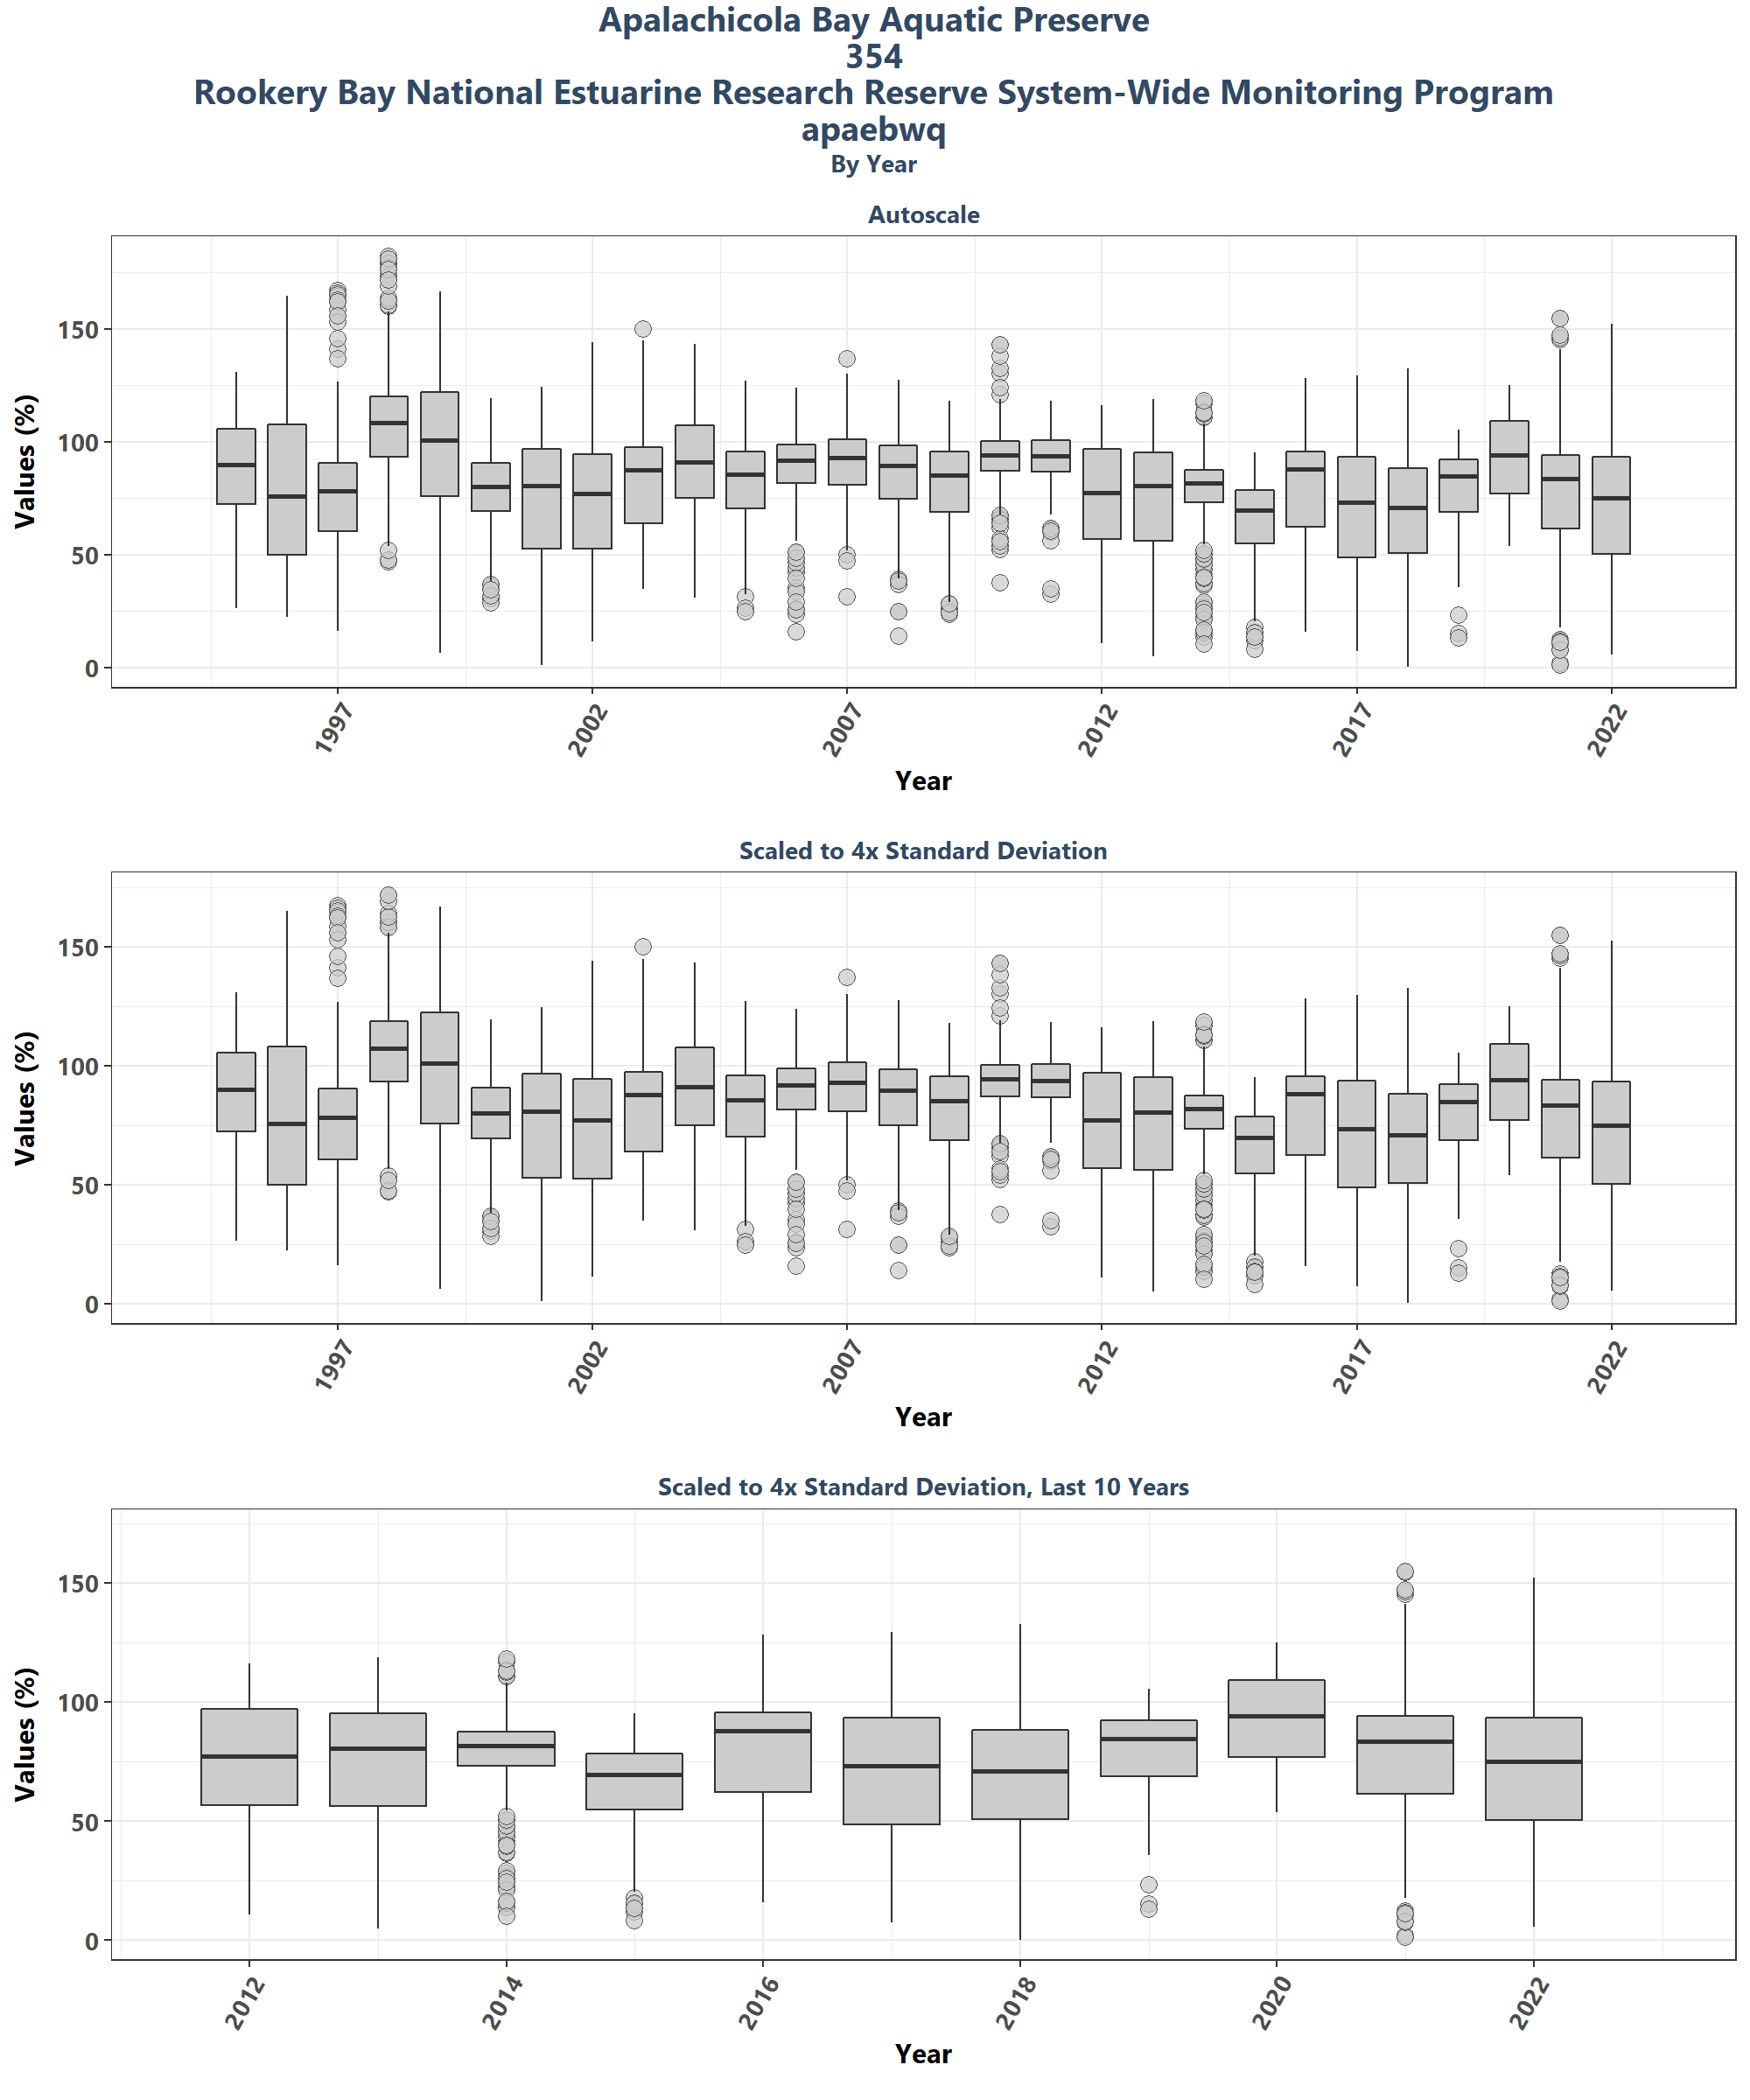 Apalachicola Bay Aquatic Preserve
354
Rookery Bay National Estuarine Research Reserve System-Wide Monitoring Program
apaebwq
By Year
Autoscale
Values (%)
150
100
50
0
1997 2002 2007 2012 2017 2022
Year
Scaled to 4x Standard Deviation
Values (%)
150
100
50
0
1997 2002 2007 2012 2017 2022
Year
Scaled to 4x Standard Deviation, Last 10 Years
Values (%)
150
100
50
0
2012 2014 2016 2018 2020 2022
Year